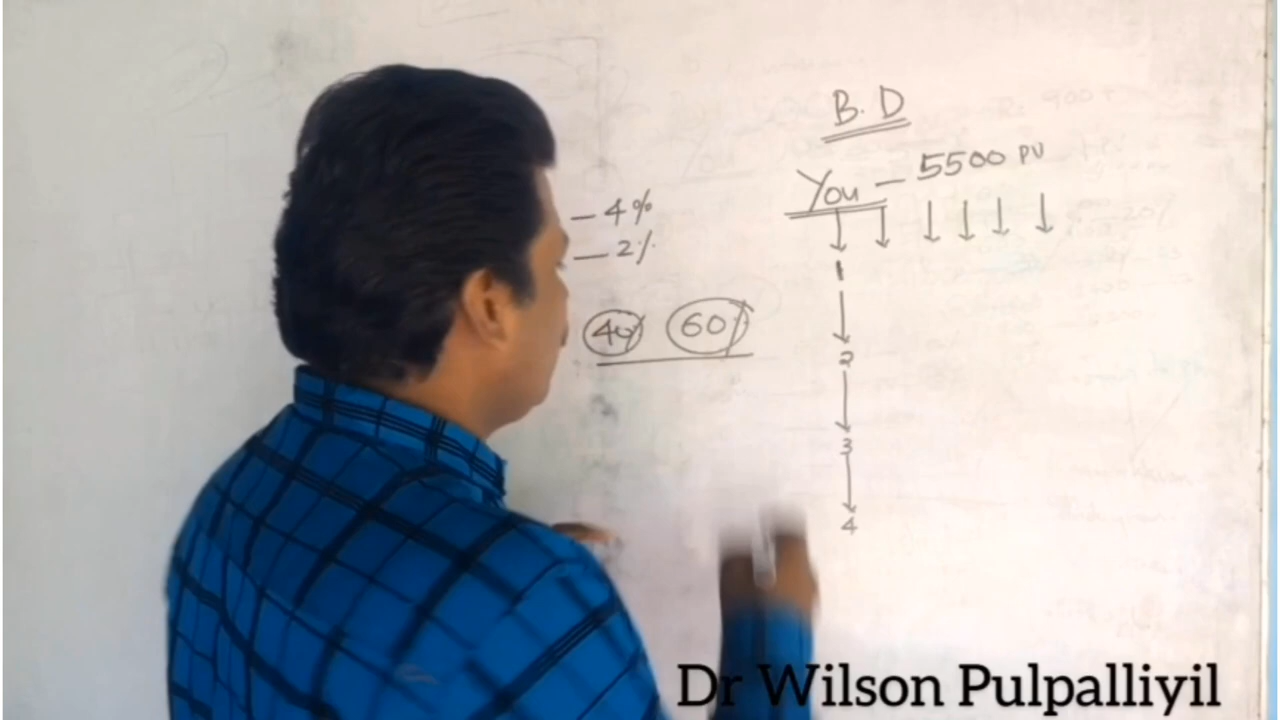 B.D
You — 5500 PV
— 4%
— 2%
40% 60%
1
2
3
4
Dr Wilson Pulpalliyil